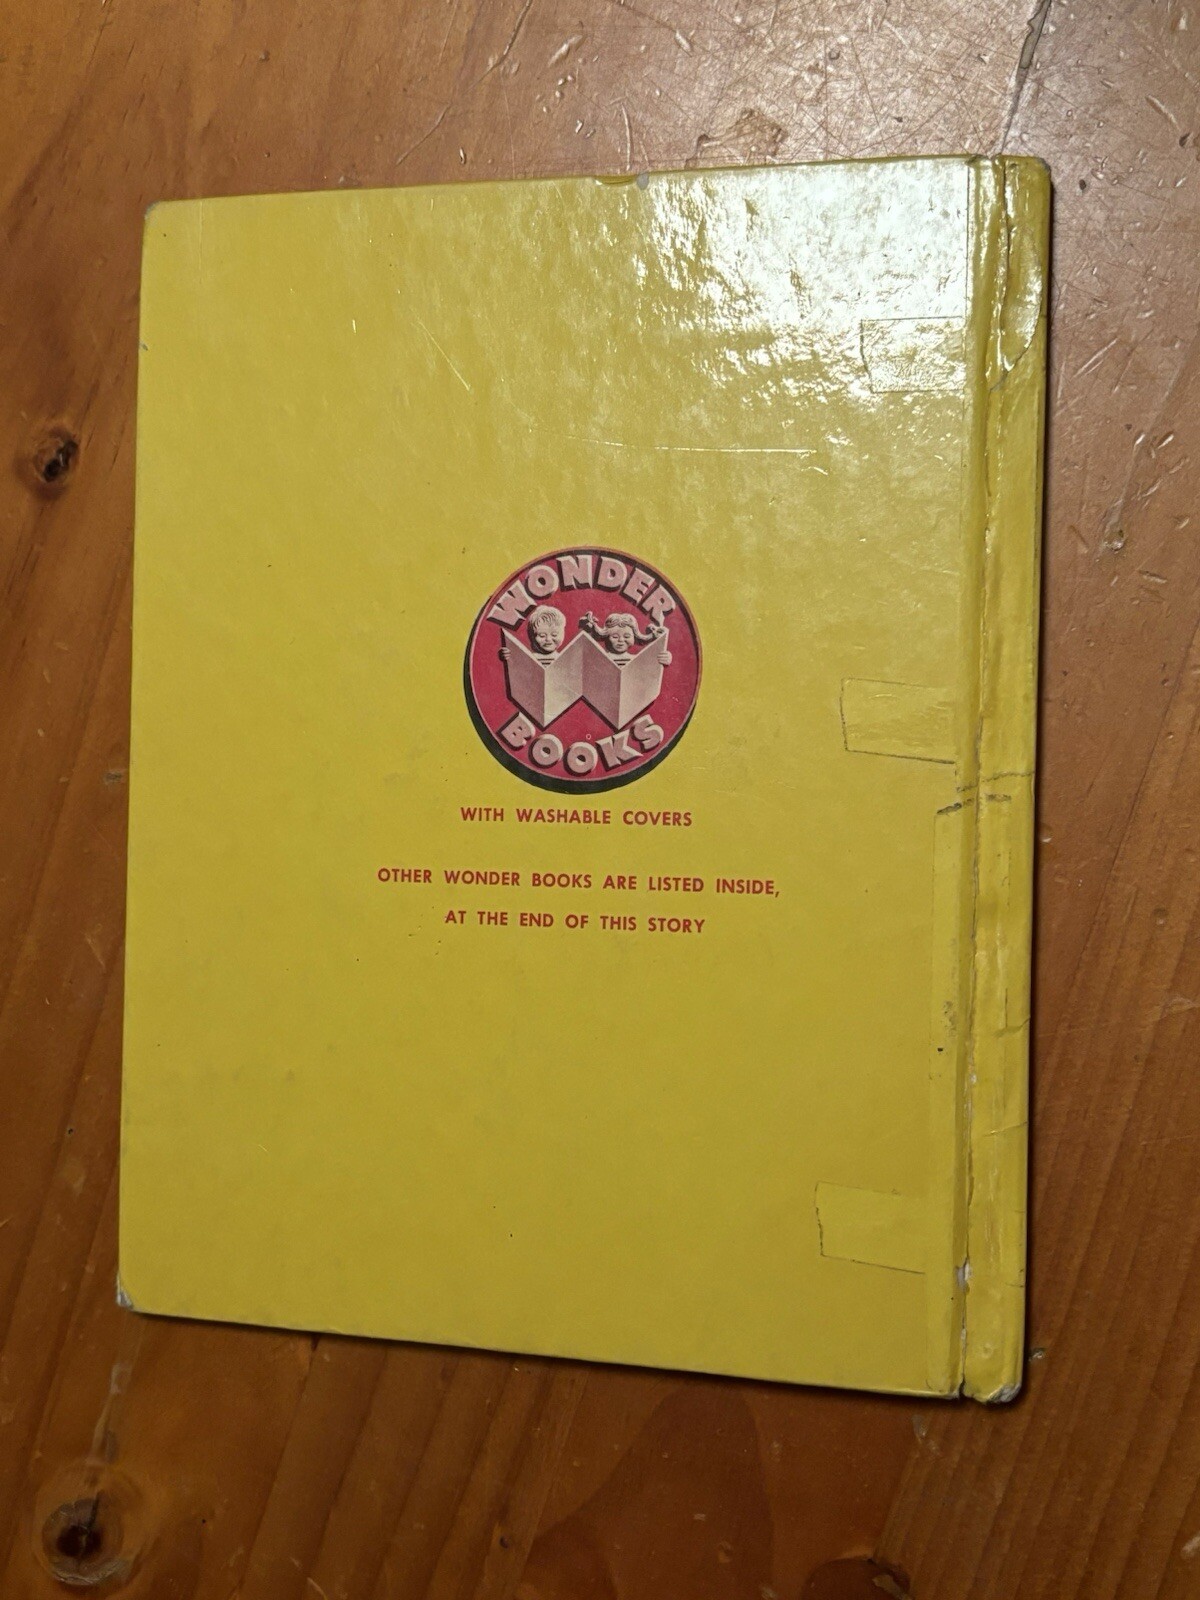 WONDER
BOOKS
WITH WASHABLE COVERS
OTHER WONDER BOOKS ARE LISTED INSIDE,
AT THE END OF THIS STORY